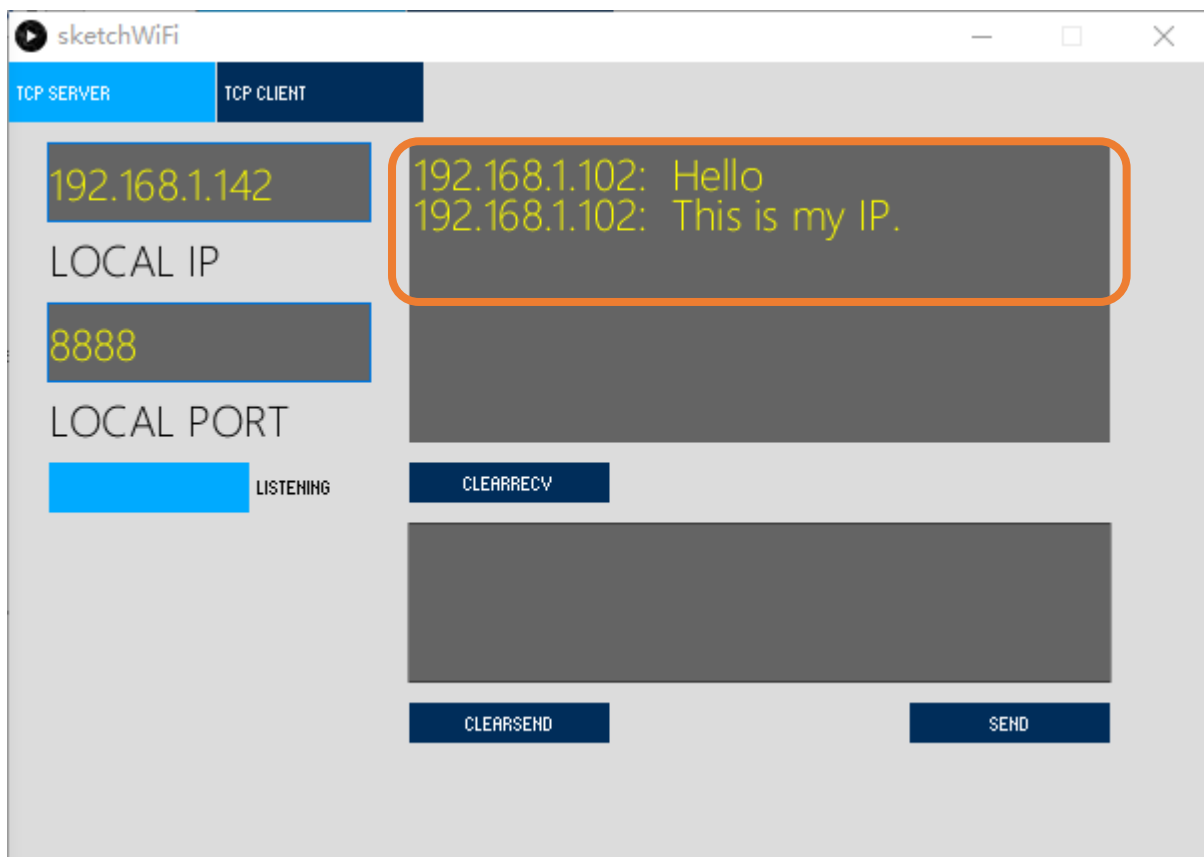 sketchWiFi
TCP SERVER
TCP CLIENT
192.168.1.142
LOCAL IP
8888
LOCAL PORT
LISTENING
192.168.1.102: Hello
192.168.1.102: This is my IP.
CLEARRECV
CLEARSEND
SEND